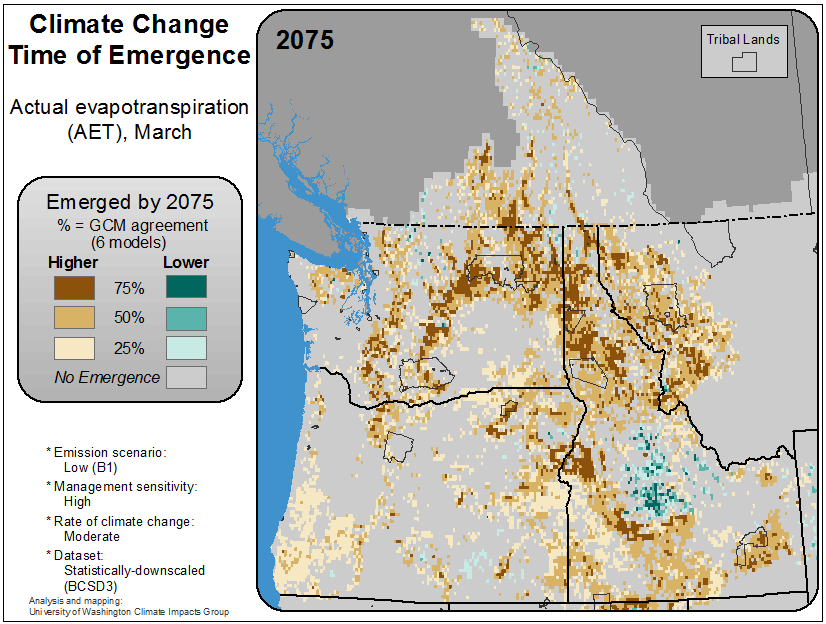 Climate Change
Time of Emergence
Actual evapotranspiration
(AET), March
Emerged by 2075
% = GCM agreement
(6 models)
Higher Lower
75%
50%
25%
No Emergence
* Emission scenario:
Low (B1)
* Management sensitivity:
High
* Rate of climate change:
Moderate
* Dataset:
Statistically-downscaled
(BCSD3)
Analysis and mapping:
University of Washington Climate Impacts Group
2075
Tribal Lands